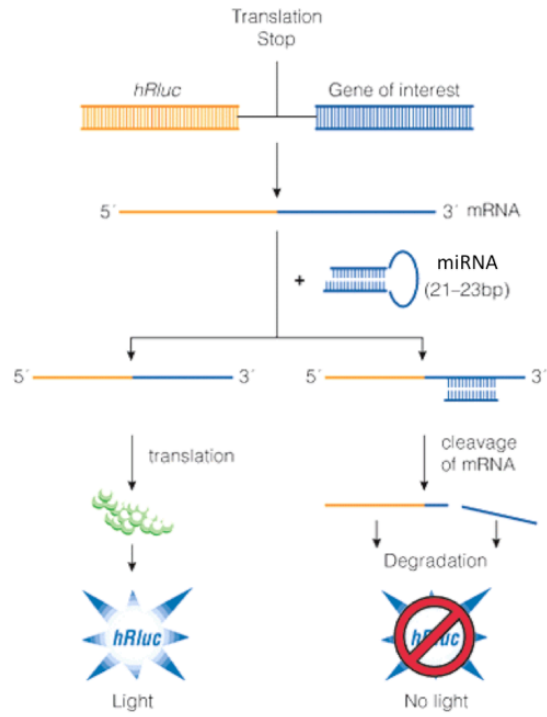 Translation
Stop
hRluc
Gene of interest
5´ 3´ mRNA
+ miRNA
(21–23bp)
5´ 3´ 5´ 3´
translation
cleavage
of mRNA
Degradation
hRluc hRluc
Light No light